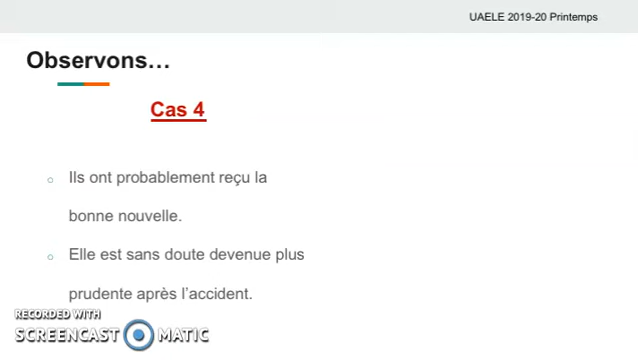 UAELE 2019-20 Printemps
Observons…
Cas 4
Ils ont probablement reçu la
bonne nouvelle.
Elle est sans doute devenue plus
prudente après l’accident.
RECORDED WITH
SCREENCAST MATIC